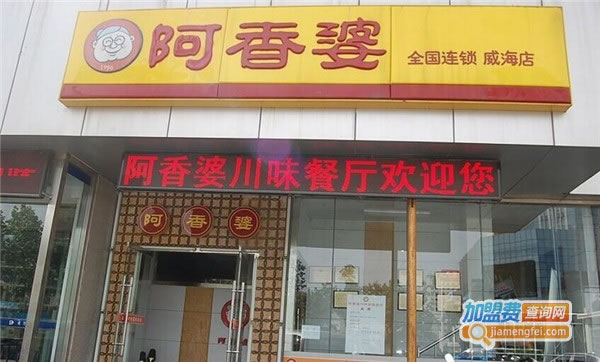 阿香婆 全国连锁 威海店
1986
阿香婆川味餐厅欢迎您
阿香婆
加盟费查询网
jiamengfei.com